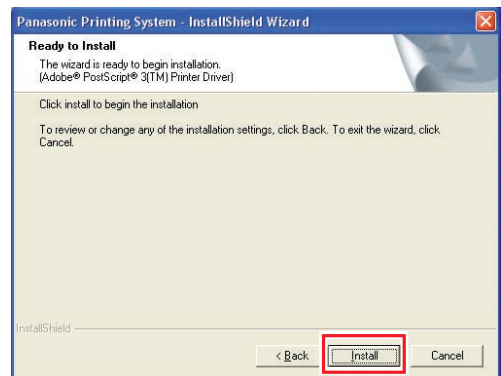 Panasonic Printing System - InstallShield Wizard
Ready to Install
The wizard is ready to begin installation.
(Adobe® PostScript® 3(TM) Printer Driver)
Click install to begin the installation
To review or change any of the installation settings, click Back. To exit the wizard, click
Cancel.
InstallShield
< Back Install Cancel